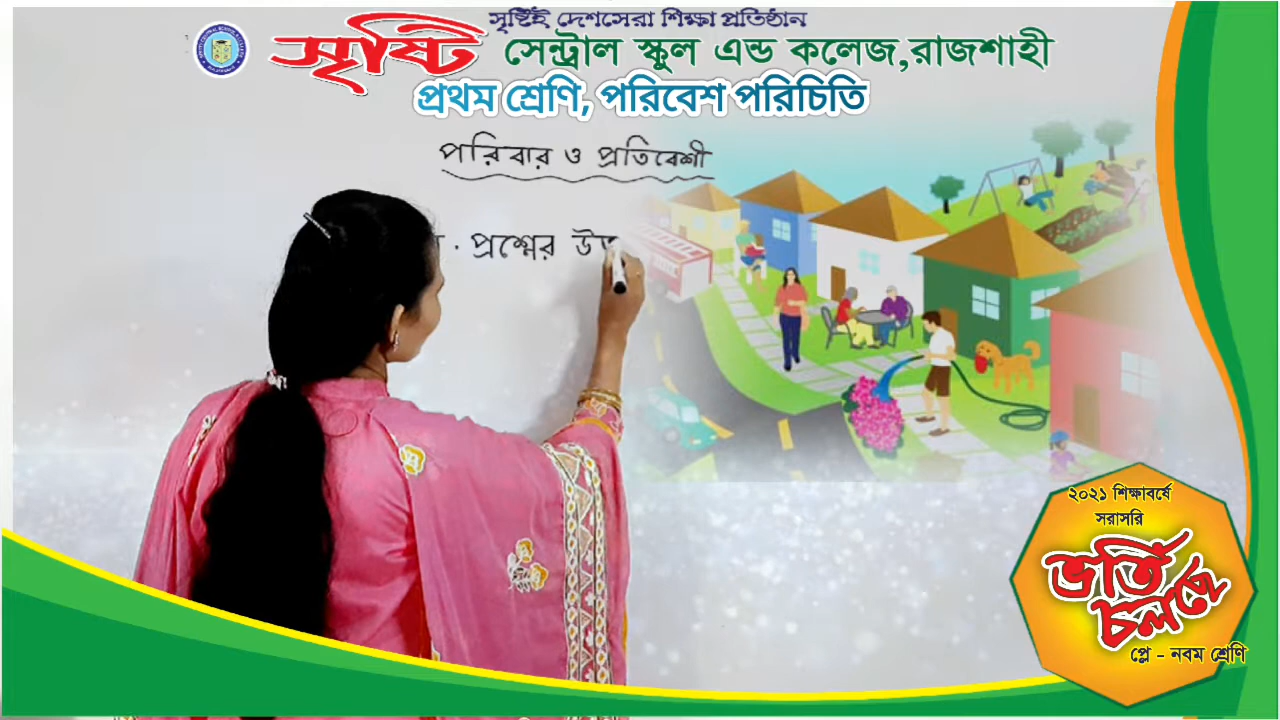 সৃষ্টিই দেশসেরা শিক্ষা প্রতিষ্ঠান
সৃষ্টি সেন্ট্রাল স্কুল এন্ড কলেজ,রাজশাহী
প্রথম শ্রেণি, পরিবেশ পরিচিতি
পরিবার ও প্রতিবেশী
প্রশ্নের
২০২১ শিক্ষাবর্ষে
সরাসরি
ভর্তি
চলছে
প্লে - নবম শ্রেণি